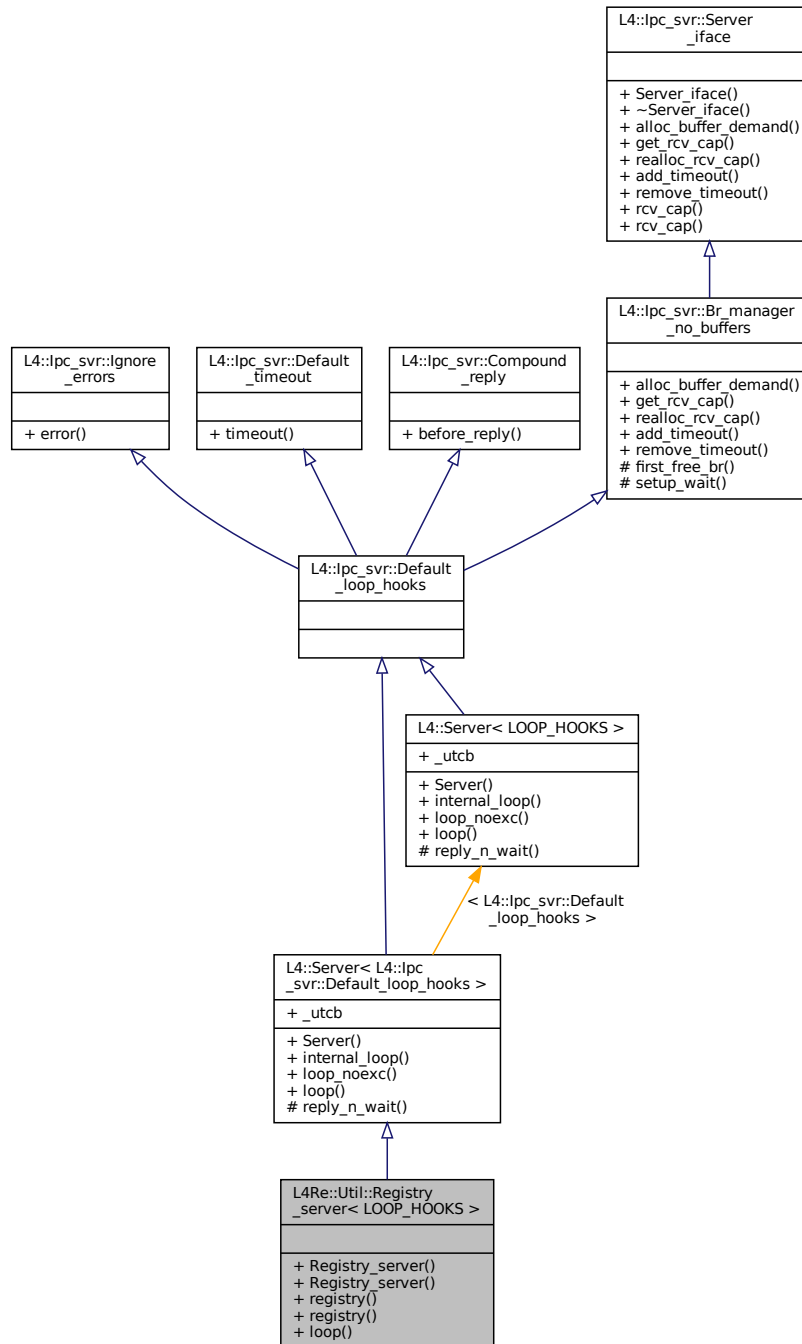 L4::Ipc_svr::Server
_iface
+ Server_iface()
+ ~Server_iface()
+ alloc_buffer_demand()
+ get_rcv_cap()
+ realloc_rcv_cap()
+ add_timeout()
+ remove_timeout()
+ rcv_cap()
+ rcv_cap()
L4::Ipc_svr::Ignore
_errors
+ error()
L4::Ipc_svr::Default
_timeout
+ timeout()
L4::Ipc_svr::Compound
_reply
+ before_reply()
L4::Ipc_svr::Br_manager
_no_buffers
+ alloc_buffer_demand()
+ get_rcv_cap()
+ realloc_rcv_cap()
+ add_timeout()
+ remove_timeout()
# first_free_br()
# setup_wait()
L4::Ipc_svr::Default
_loop_hooks
L4::Server< LOOP_HOOKS >
+ _utcb
+ Server()
+ internal_loop()
+ loop_noexc()
+ loop()
# reply_n_wait()
< L4::Ipc_svr::Default
_loop_hooks >
L4::Server< L4::Ipc
_svr::Default_loop_hooks >
+ _utcb
+ Server()
+ internal_loop()
+ loop_noexc()
+ loop()
# reply_n_wait()
L4Re::Util::Registry
_server< LOOP_HOOKS >
+ Registry_server()
+ Registry_server()
+ registry()
+ registry()
+ loop()